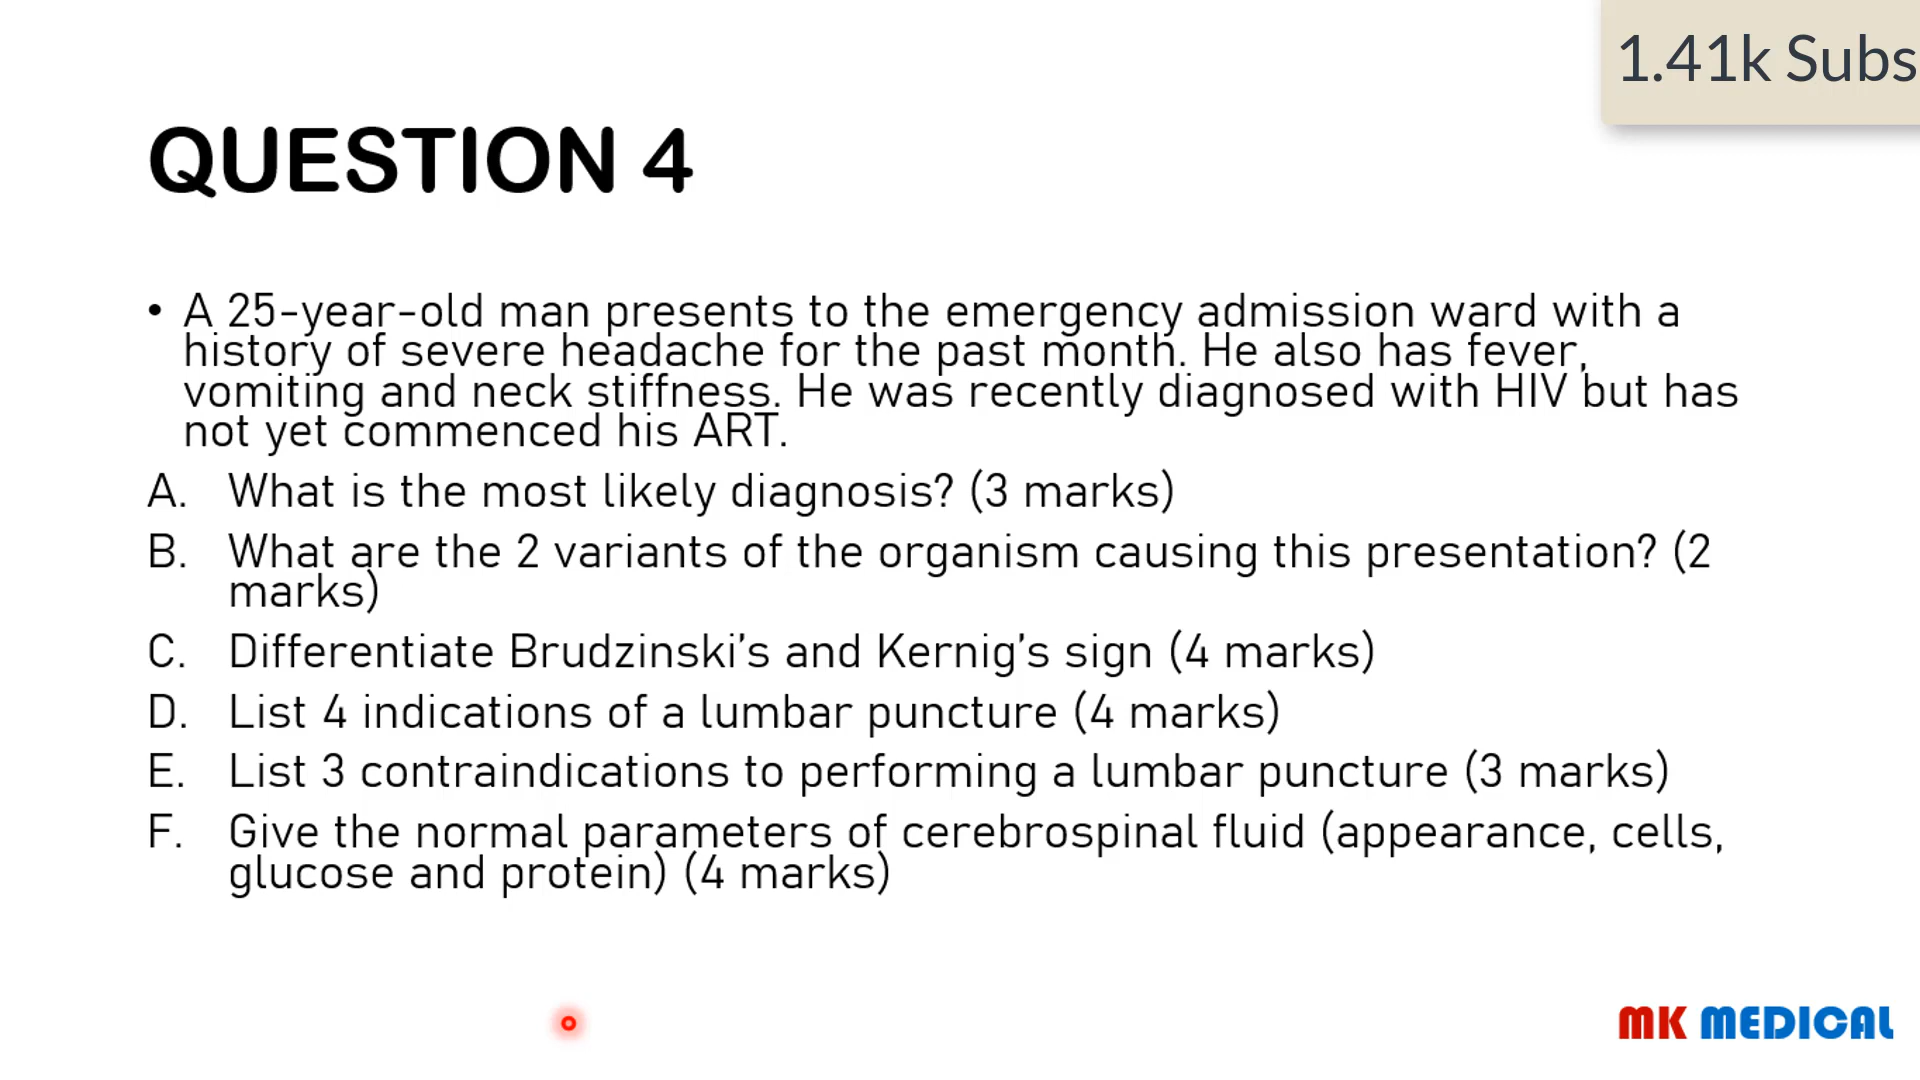 1.41k Subs
QUESTION 4
• A 25-year-old man presents to the emergency admission ward with a
history of severe headache for the past month. He also has fever,
vomiting and neck stiffness. He was recently diagnosed with HIV but has
not yet commenced his ART.
A. What is the most likely diagnosis? (3 marks)
B. What are the 2 variants of the organism causing this presentation? (2
marks)
C. Differentiate Brudzinski's and Kernig's sign (4 marks)
D. List 4 indications of a lumbar puncture (4 marks)
E. List 3 contraindications to performing a lumbar puncture (3 marks)
F. Give the normal parameters of cerebrospinal fluid (appearance, cells,
glucose and protein) (4 marks)
MK MEDICAL